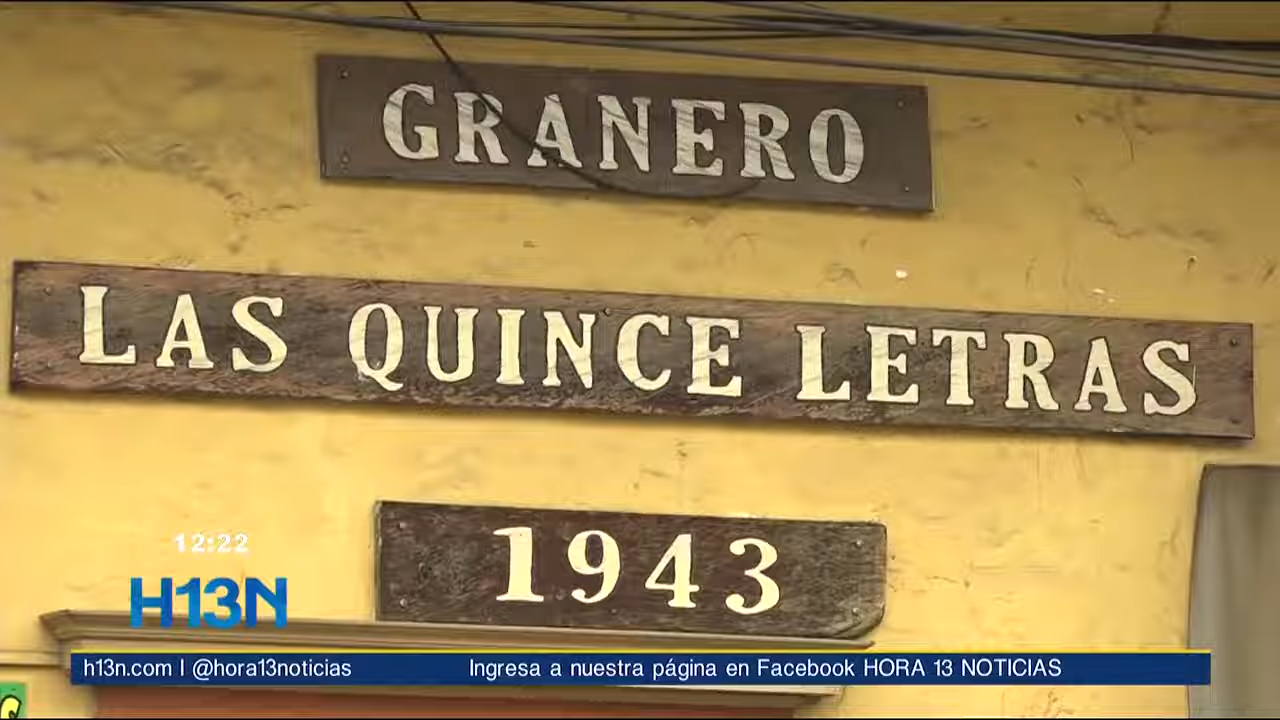 GRANERO
LAS QUINCE LETRAS
1943
12:22
H13N
h13n.com | @hora13noticias
Ingresa a nuestra página en Facebook HORA 13 NOTICIAS